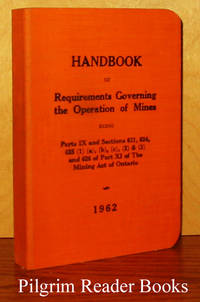 HANDBOOK
OF
Requirements Governing
the Operation of Mines
BEING
Parts IX and Sections 621, 624,
625 (1) (a), (b), (c), (2) & (3)
and 626 of Part XI of The
Mining Act of Ontario
1962
Pilgrim Reader Books